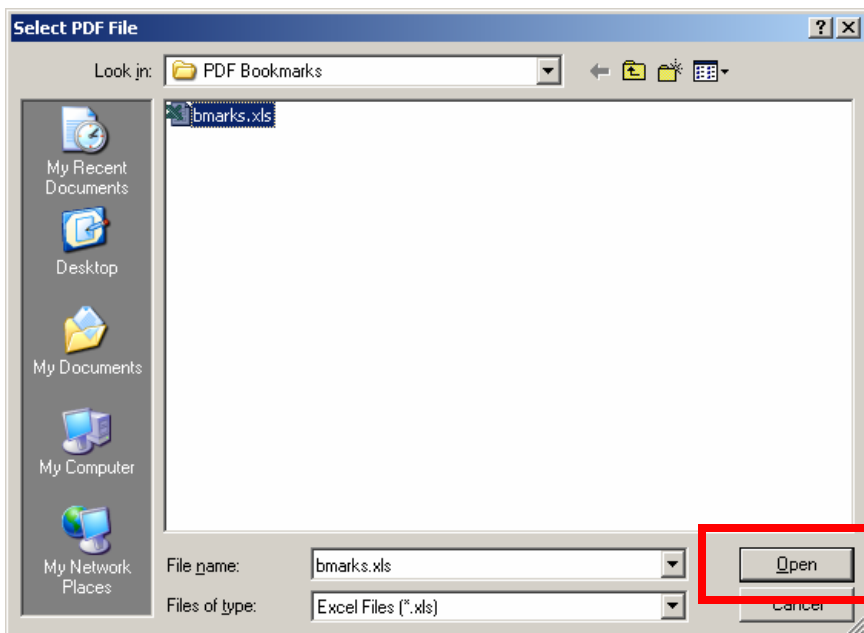 Select PDF File
Look in: PDF Bookmarks
bmarks.xls
My Recent
Documents
Desktop
My Documents
My Computer
My Network
Places
File name: bmarks.xls
Open
Files of type: Excel Files (*.xls)
Cancel